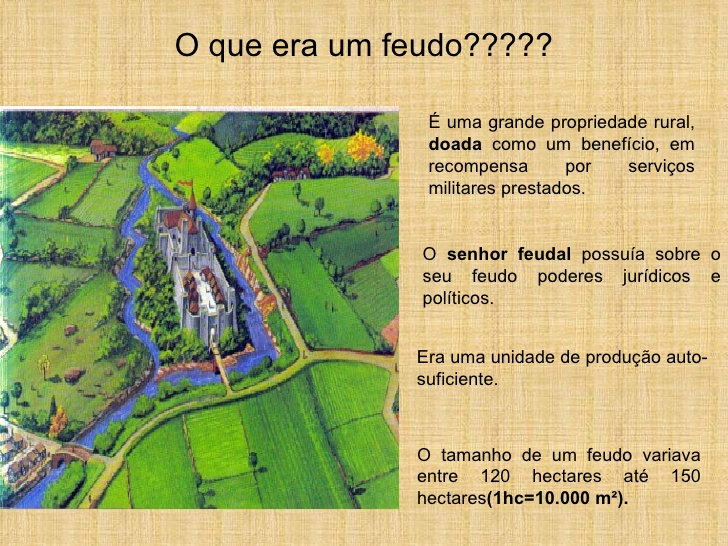 O que era um feudo?????
É uma grande propriedade rural,
doada como um benefício, em
recompensa por serviços
militares prestados.
O senhor feudal possuía sobre o
seu feudo poderes jurídicos e
políticos.
Era uma unidade de produção auto-
suficiente.
O tamanho de um feudo variava
entre 120 hectares até 150
hectares(1hc=10.000 m²).